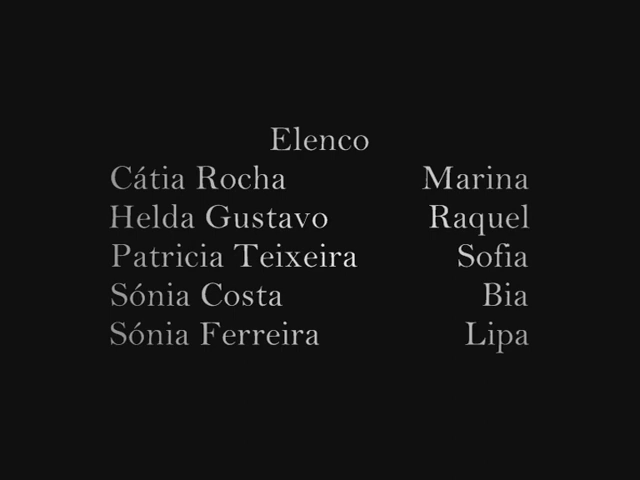 Elenco
Cátia Rocha Marina
Helda Gustavo Raquel
Patricia Teixeira Sofia
Sónia Costa Bia
Sónia Ferreira Lipa